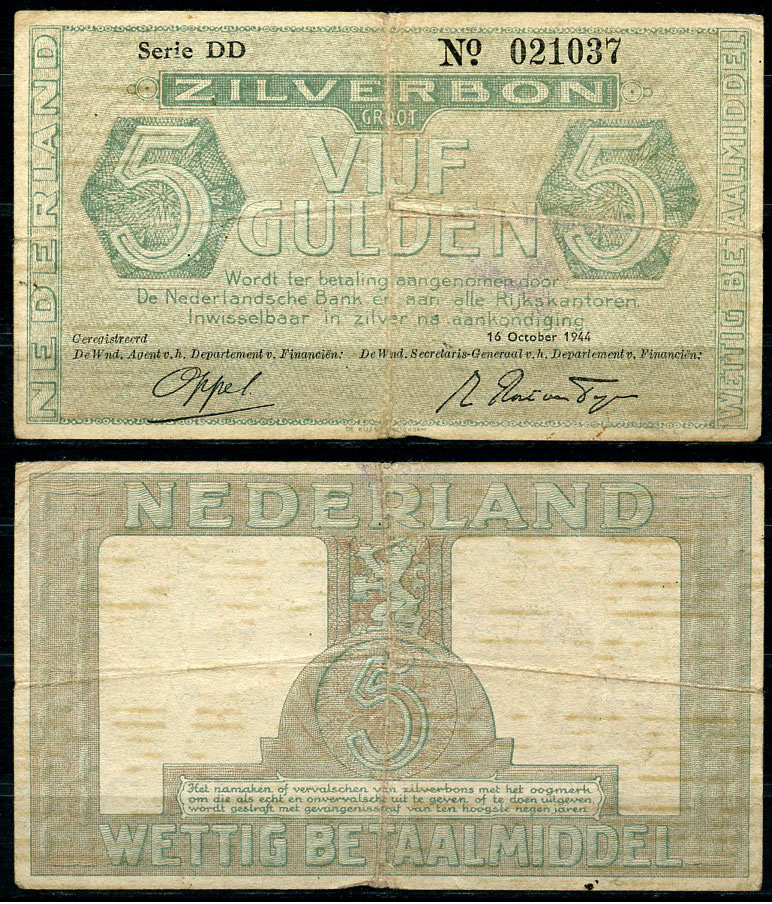 Serie DD
Nº 021037
ZILVERBON
GROOT
5
VIJF
5
GULDEN
Wordt ter betaling aangenomen door
De Nederlandsche Bank en aan alle Rijkskantoren.
Inwisselbaar in zilver na aankondiging
Geregistreerd
16 October 1944
De Wnd. Agent v.h. Departement v. Financiën:
De Wnd. Secretaris-Generaal v.h. Departement v. Financiën:
Oppel.
NEDERLAND
WETTIG BETAALMIDDEL
NEDERLAND
5
Het namaken of vervalschen van zilverbons met het oogmerk
om die als echt en onvervalscht uit te geven of te doen uitgeven,
wordt gestraft met gevangenisstraf van ten hoogste negen jaren.
WETTIG BETAALMIDDEL